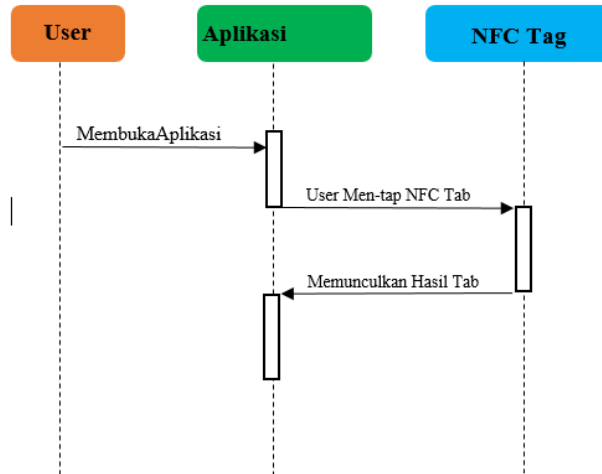 User
Aplikasi
NFC Tag
MembukaAplikasi
User Men-tap NFC Tab
Memunculkan Hasil Tab